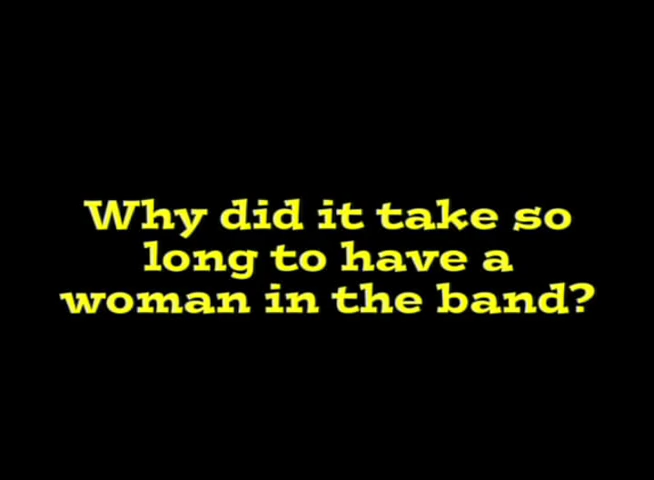 Why did it take so
long to have a
woman in the band?